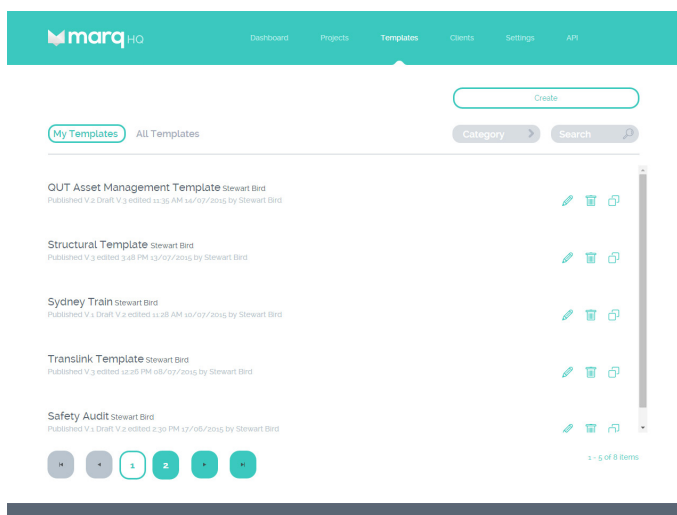 marq HQ
Dashboard Projects Templates Clients Settings API
Create
My Templates All Templates Category Search
QUT Asset Management Template Stewart Bird
Published V.2 Draft V.3 edited 11:35 AM 14/07/2015 by Stewart Bird
Structural Template Stewart Bird
Published V.3 edited 3:48 PM 13/07/2015 by Stewart Bird
Sydney Train Stewart Bird
Published V.1 Draft V.2 edited 11:28 AM 10/07/2015 by Stewart Bird
Translink Template Stewart Bird
Published V.3 edited 12:26 PM 08/07/2015 by Stewart Bird
Safety Audit Stewart Bird
Published V.1 Draft V.2 edited 2:30 PM 17/06/2015 by Stewart Bird
1 2
1 - 5 of 8 items